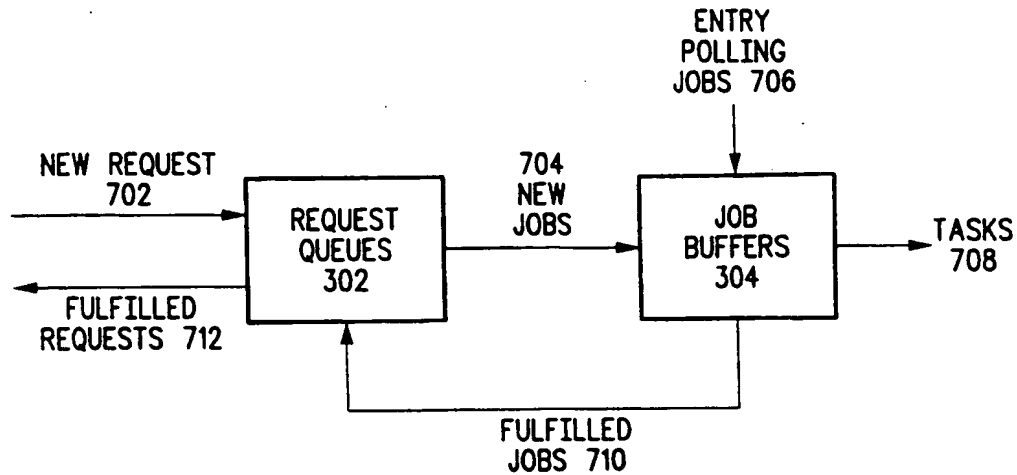 ENTRY
POLLING
JOBS 706
NEW REQUEST
702
704
NEW
JOBS
REQUEST
QUEUES
302
JOB
BUFFERS
304
TASKS
708
FULFILLED
REQUESTS 712
FULFILLED
JOBS 710